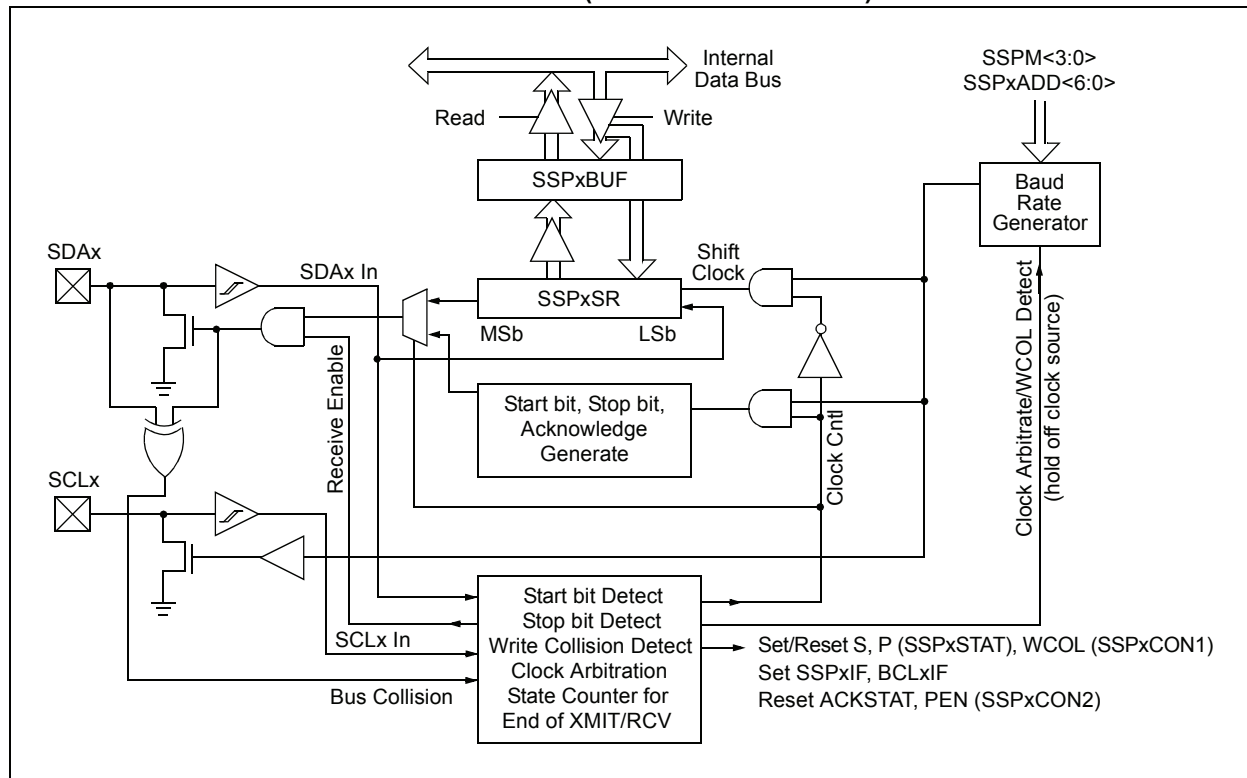 Internal
Data Bus
Read
Write
SSPM<3:0>
SSPxADD<6:0>
SSPxBUF
Baud
Rate
Generator
SDAx
SDAx In
Shift
Clock
SSPxSR
MSb
LSb
Receive Enable
Start bit, Stop bit,
Acknowledge
Generate
Clock Cntl
Clock Arbitrate/WCOL Detect
(hold off clock source)
SCLx
SCLx In
Bus Collision
Start bit Detect
Stop bit Detect
Write Collision Detect
Clock Arbitration
State Counter for
End of XMIT/RCV
Set/Reset S, P (SSPxSTAT), WCOL (SSPxCON1)
Set SSPxIF, BCLxIF
Reset ACKSTAT, PEN (SSPxCON2)